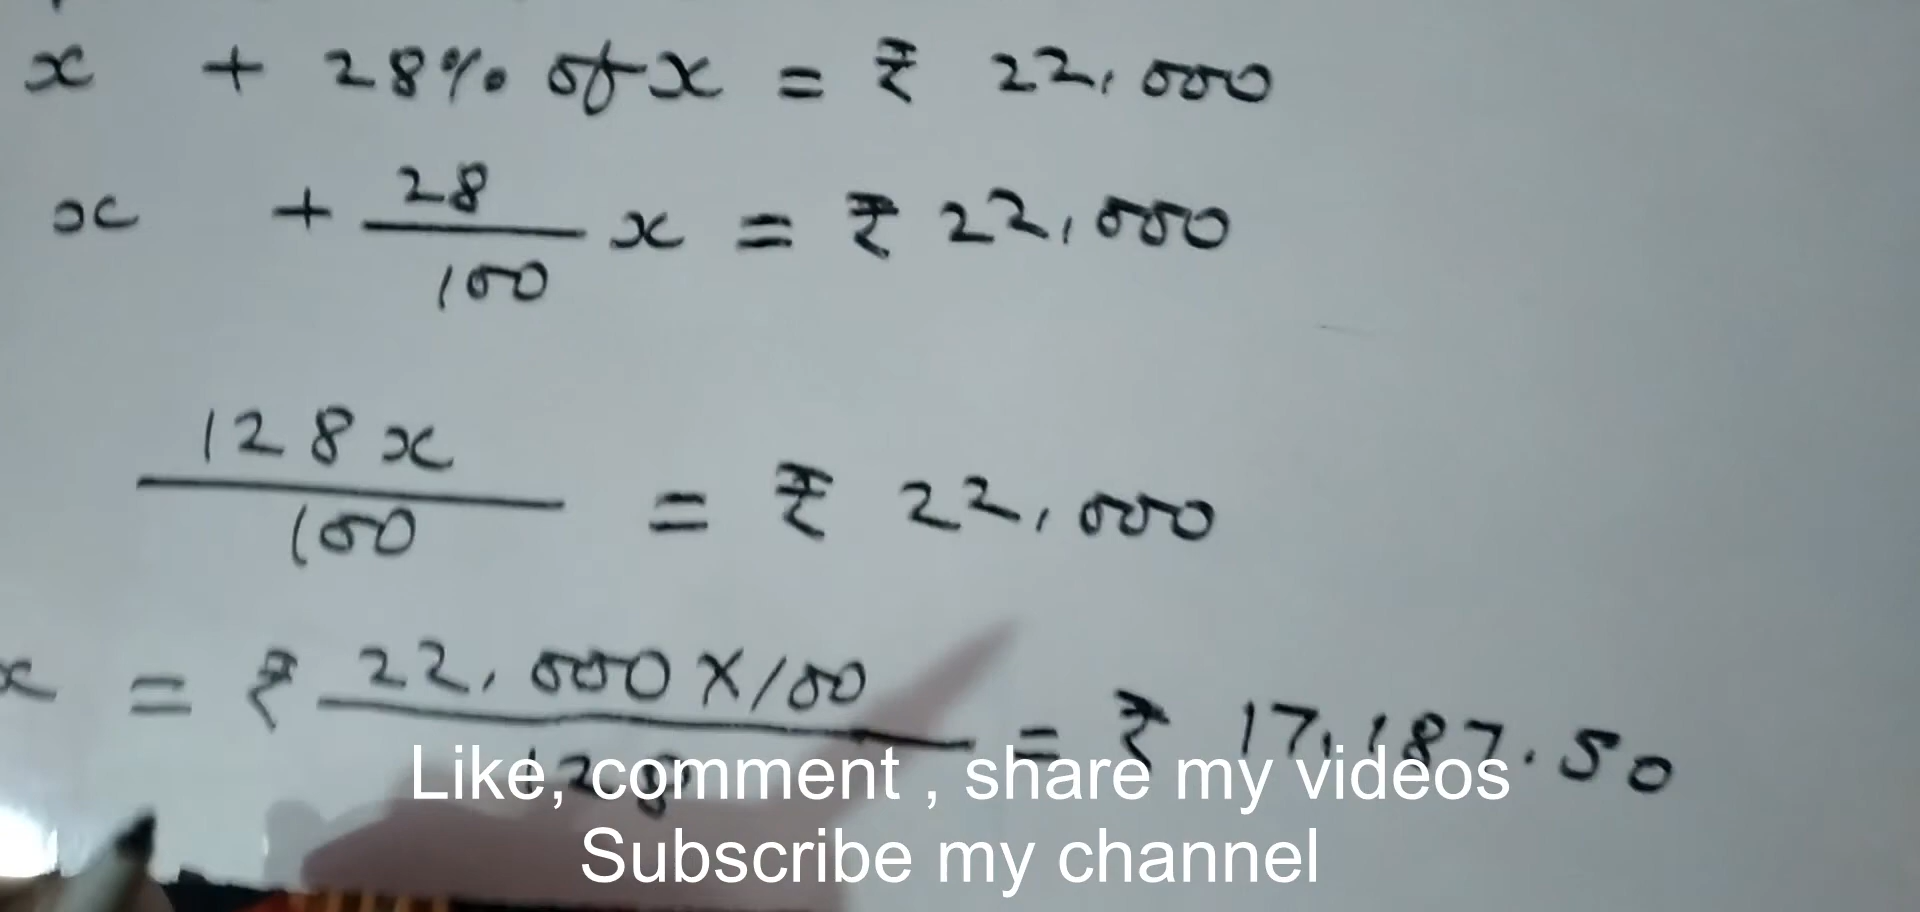 x + 28% of x = ₹ 22,000
x + 28/100 x = ₹ 22,000
128x/100 = ₹ 22,000
x = ₹ 22,000 X 100/128 = ₹ 17,187.50
Like, comment , share my videos
Subscribe my channel